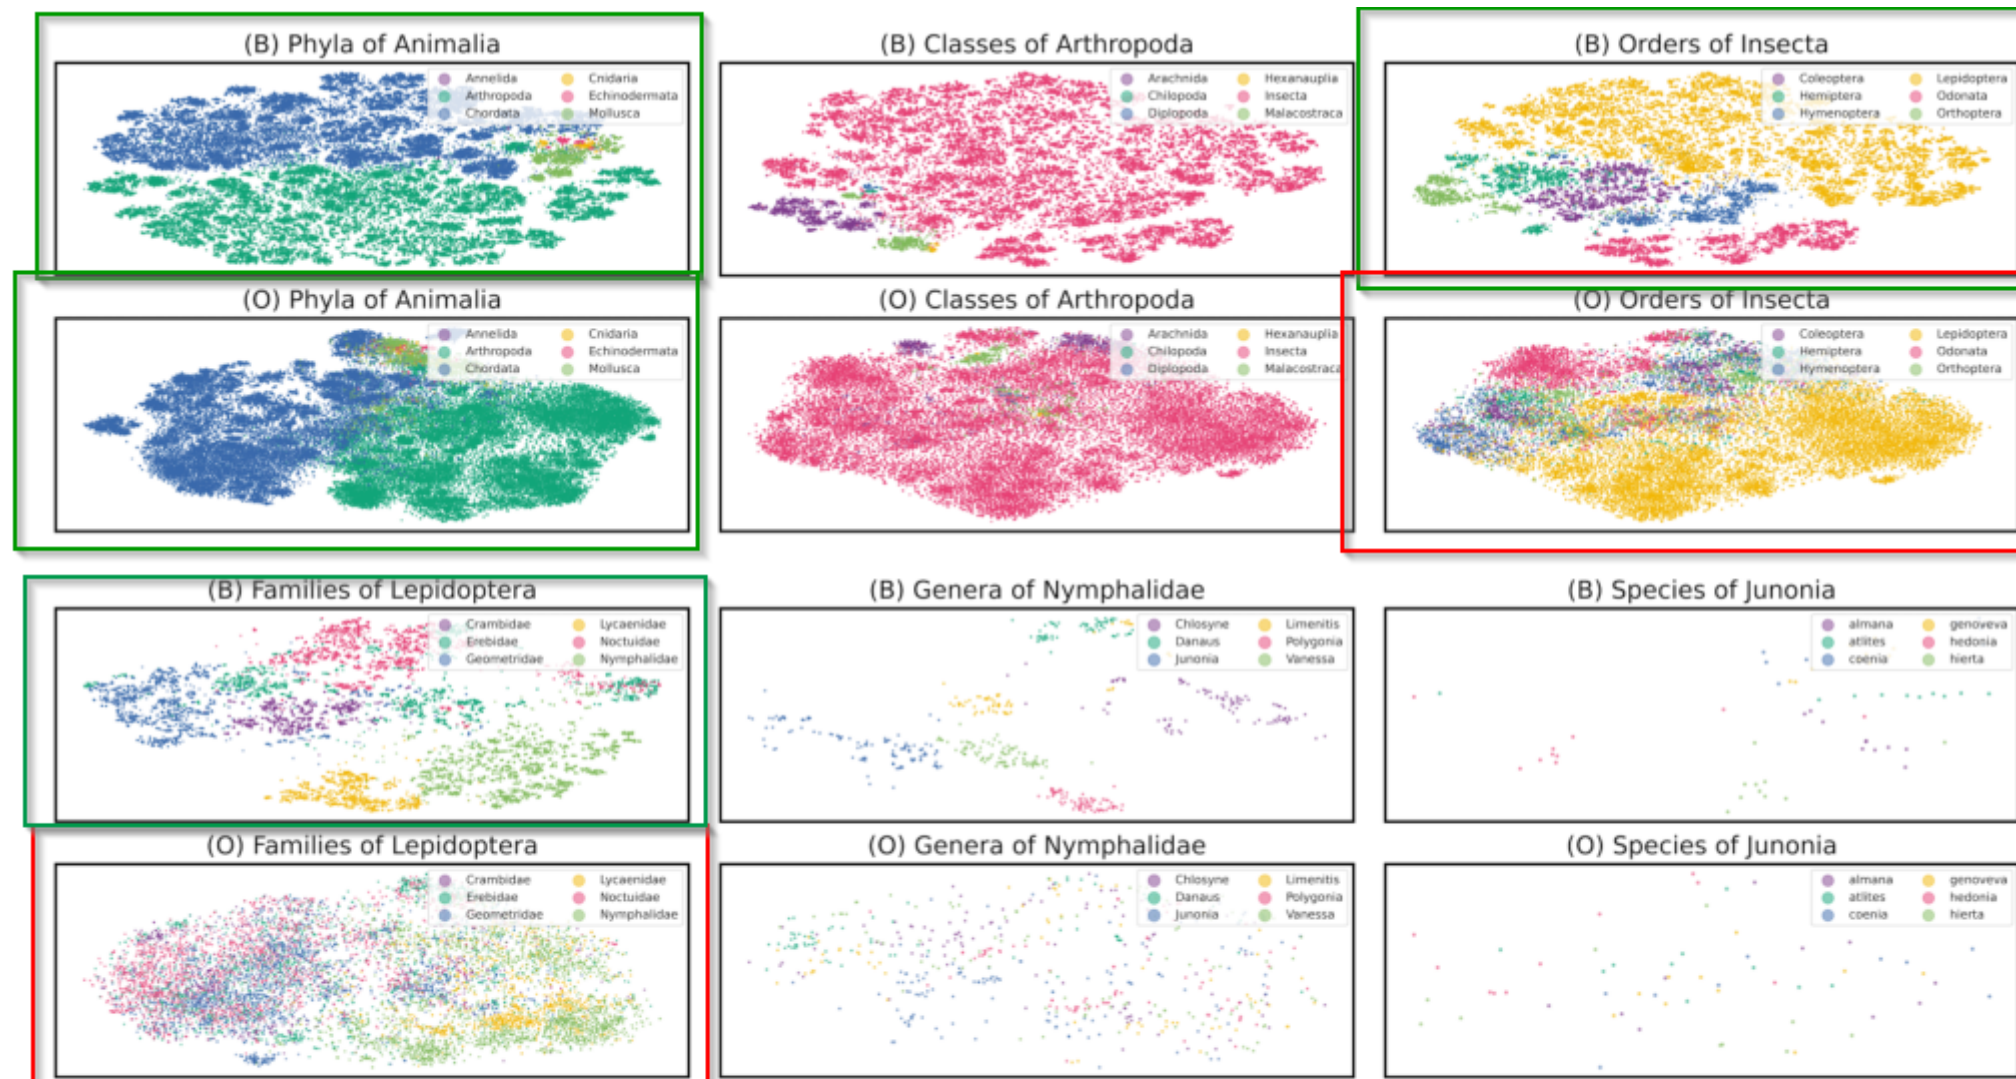 (B) Phyla of Animalia
Annelida Cnidaria
Arthropoda Echinodermata
Chordata Mollusca
(B) Classes of Arthropoda
Arachnida Hexanauplia
Chilopoda Insecta
Diplopoda Malacostraca
(B) Orders of Insecta
Coleoptera Lepidoptera
Hemiptera Odonata
Hymenoptera Orthoptera
(O) Phyla of Animalia
Annelida Cnidaria
Arthropoda Echinodermata
Chordata Mollusca
(O) Classes of Arthropoda
Arachnida Hexanauplia
Chilopoda Insecta
Diplopoda Malacostraca
(O) Orders of Insecta
Coleoptera Lepidoptera
Hemiptera Odonata
Hymenoptera Orthoptera
(B) Families of Lepidoptera
Crambidae Lycaenidae
Erebidae Noctuidae
Geometridae Nymphalidae
(B) Genera of Nymphalidae
Chlosyne Limenitis
Danaus Polygonia
Junonia Vanessa
(B) Species of Junonia
almana genoveva
atlites hedonia
coenia hierta
(O) Families of Lepidoptera
Crambidae Lycaenidae
Erebidae Noctuidae
Geometridae Nymphalidae
(O) Genera of Nymphalidae
Chlosyne Limenitis
Danaus Polygonia
Junonia Vanessa
(O) Species of Junonia
almana genoveva
atlites hedonia
coenia hierta